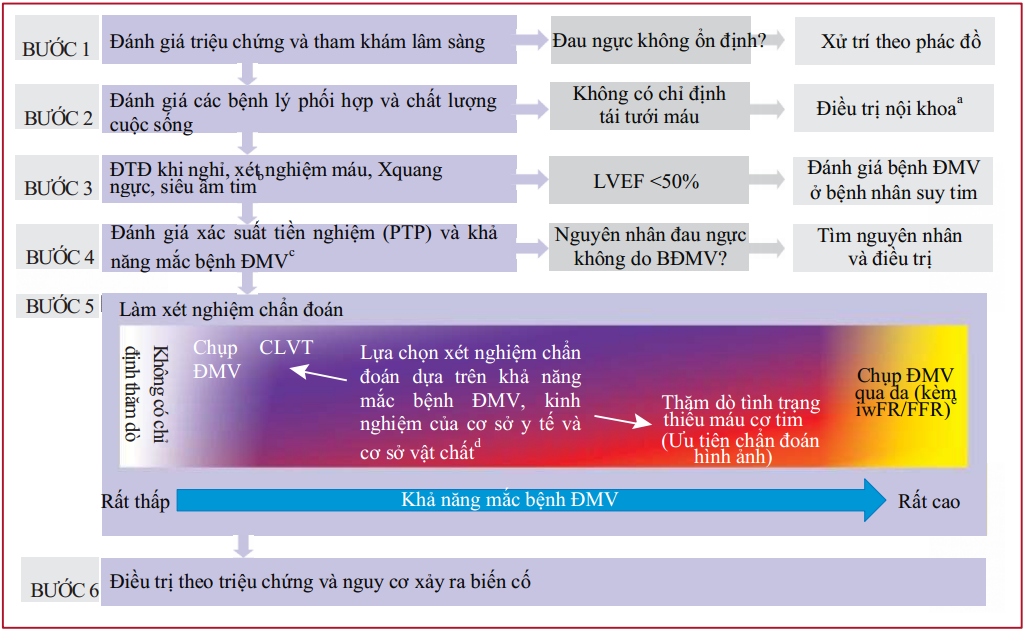 BƯỚC 1
Đánh giá triệu chứng và tham khám lâm sàng
Đau ngực không ổn định?
Xử trí theo phác đồ
BƯỚC 2
Đánh giá các bệnh lý phối hợp và chất lượng
cuộc sống
Không có chỉ định
tái tưới máu
Điều trị nội khoa^a
BƯỚC 3
ĐTĐ khi nghỉ, xét nghiệm máu, Xquang
ngực, siêu âm tim^b
LVEF <50%
Đánh giá bệnh ĐMV
ở bệnh nhân suy tim
BƯỚC 4
Đánh giá xác suất tiền nghiệm (PTP) và khả
năng mắc bệnh ĐMV^c
Nguyên nhân đau ngực
không do BĐMV?
Tìm nguyên nhân
và điều trị
BƯỚC 5
Làm xét nghiệm chẩn đoán
Không có chỉ
định thăm dò
Chụp CLVT
ĐMV
Lựa chọn xét nghiệm chẩn
đoán dựa trên khả năng
mắc bệnh ĐMV, kinh
nghiệm của cơ sở y tế và
cơ sở vật chất^d
Thăm dò tình trạng
thiếu máu cơ tim
(Ưu tiên chẩn đoán
hình ảnh)
Chụp ĐMV
qua da (kèm
iwFR/FFR)^e
Rất thấp
Khả năng mắc bệnh ĐMV
Rất cao
BƯỚC 6
Điều trị theo triệu chứng và nguy cơ xảy ra biến cố